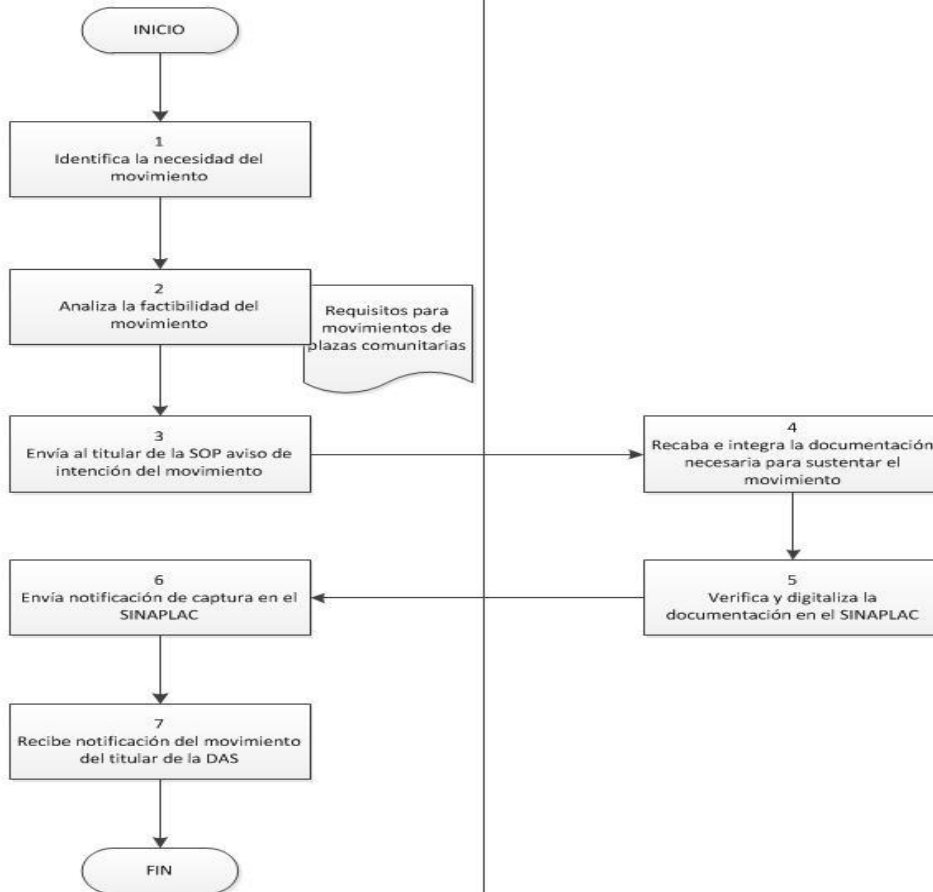 INICIO
1
Identifica la necesidad del
movimiento
2
Analiza la factibilidad del
movimiento
Requisitos para
movimientos de
plazas comunitarias
3
Envía al titular de la SOP aviso de
intención del movimiento
4
Recaba e integra la documentación
necesaria para sustentar el
movimiento
5
Verifica y digitaliza la
documentación en el SINAPLAC
6
Envía notificación de captura en el
SINAPLAC
7
Recibe notificación del movimiento
del titular de la DAS
FIN